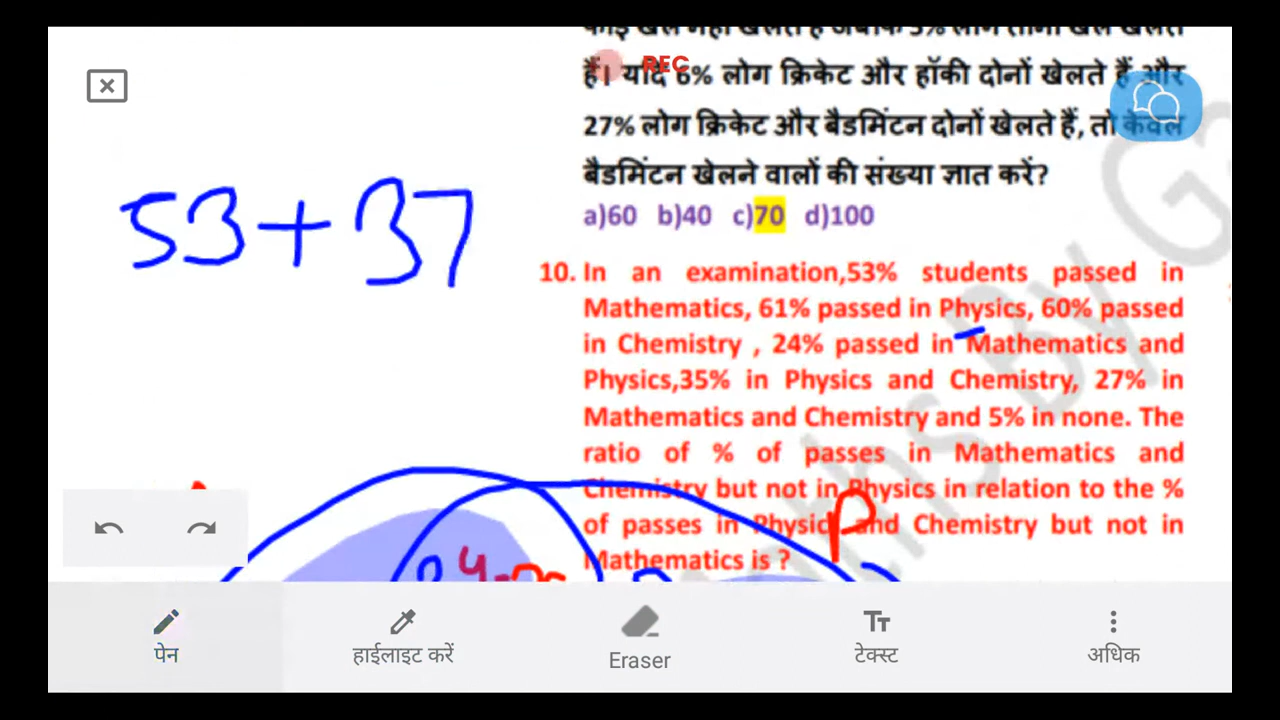 REC
हैं। यदि 6% लोग क्रिकेट और हॉकी दोनों खेलते हैं और
27% लोग क्रिकेट और बैडमिंटन दोनों खेलते हैं, तो केवल
बैडमिंटन खेलने वालों की संख्या ज्ञात करें?
a)60 b)40 c)70 d)100
53+37
10. In an examination,53% students passed in
Mathematics, 61% passed in Physics, 60% passed
in Chemistry , 24% passed in Mathematics and
Physics,35% in Physics and Chemistry, 27% in
Mathematics and Chemistry and 5% in none. The
ratio of % of passes in Mathematics and
Chemistry but not in Physics in relation to the %
of passes in Physics and Chemistry but not in
Mathematics is ?
P
पेन
हाईलाइट करें
Eraser
टेक्स्ट
अधिक